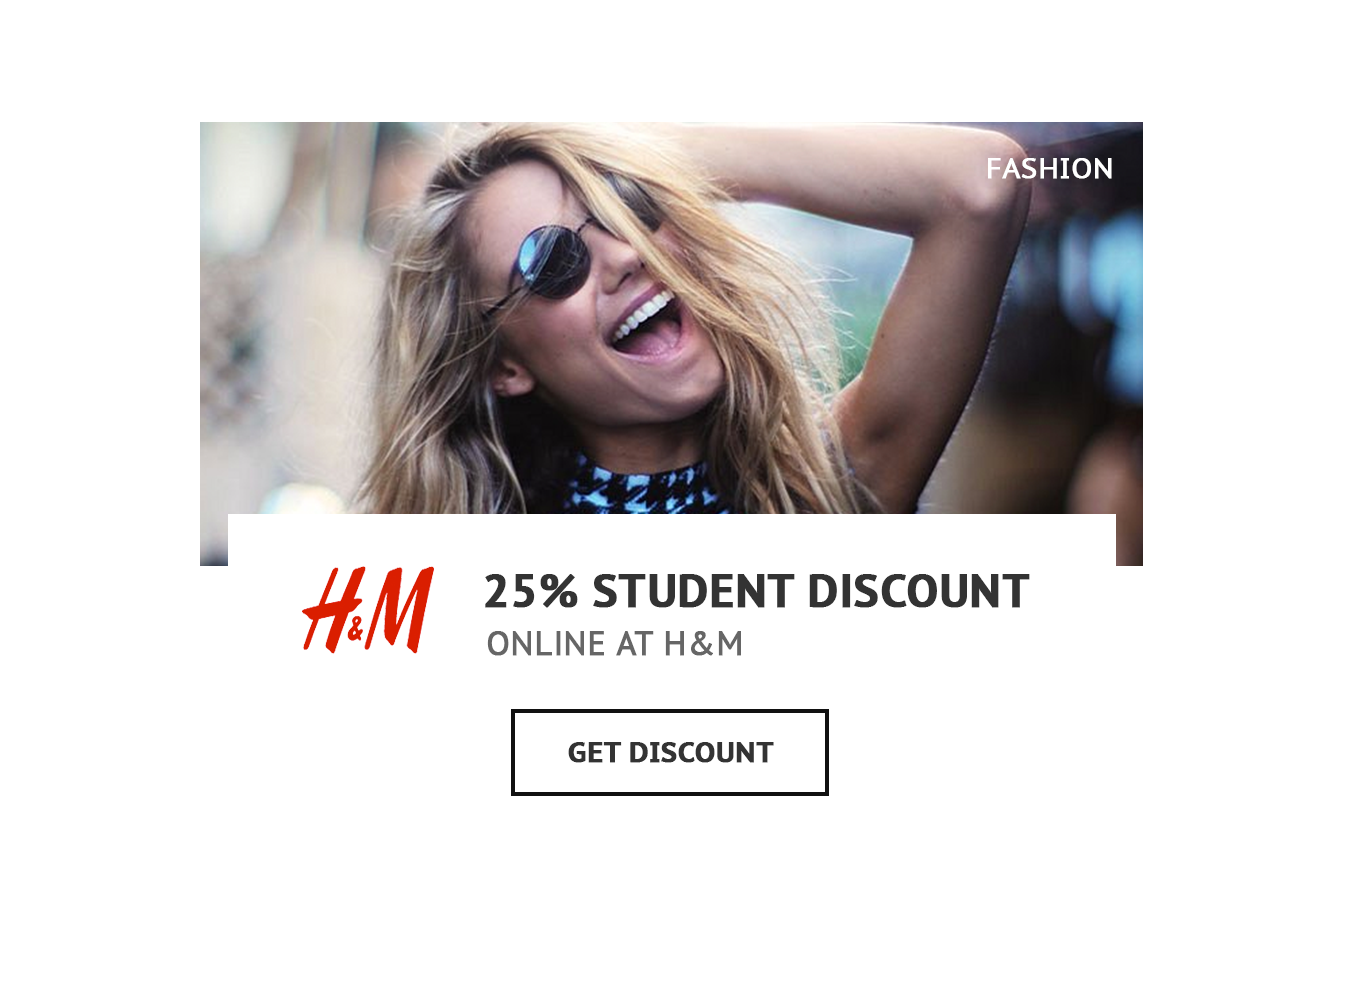 FASHION
H&M
25% STUDENT DISCOUNT
ONLINE AT H&M
GET DISCOUNT